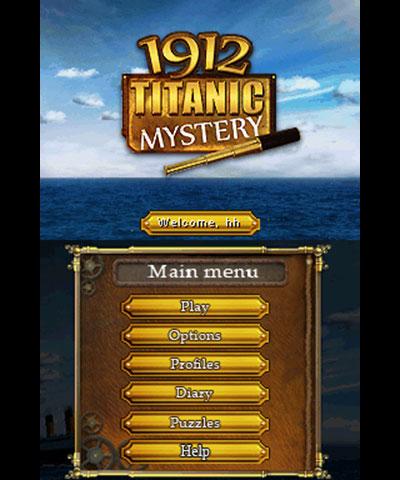 1912
TITANIC
MYSTERY
Welcome, hh
Main menu
Play
Options
Profiles
Diary
Puzzles
Help